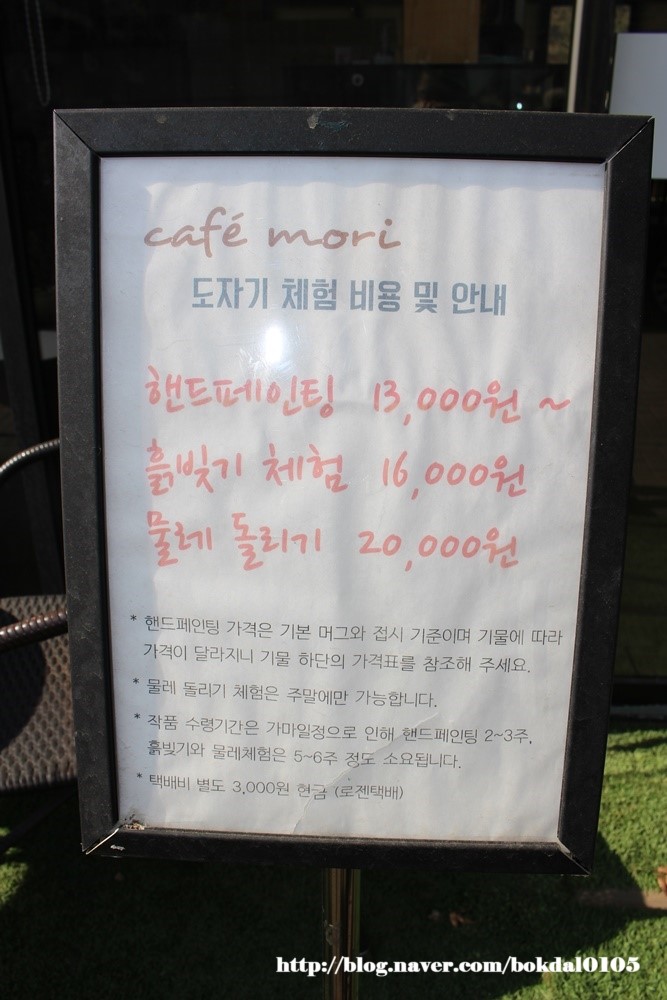 café mori
도자기 체험 비용 및 안내
핸드페인팅 13,000원 ~
흙빚기 체험 16,000원
물레 돌리기 20,000원
* 핸드페인팅 가격은 기본 머그와 접시 기준이며 기물에 따라
가격이 달라지니 기물 하단의 가격표를 참조해 주세요.
* 물레 돌리기 체험은 주말에만 가능합니다.
* 작품 수령기간은 가마일정으로 인해 핸드페인팅 2~3주,
흙빚기와 물레체험은 5~6주 정도 소요됩니다.
* 택배비 별도 3,000원 현금 (로젠택배)
http://blog.naver.com/bokdal0105